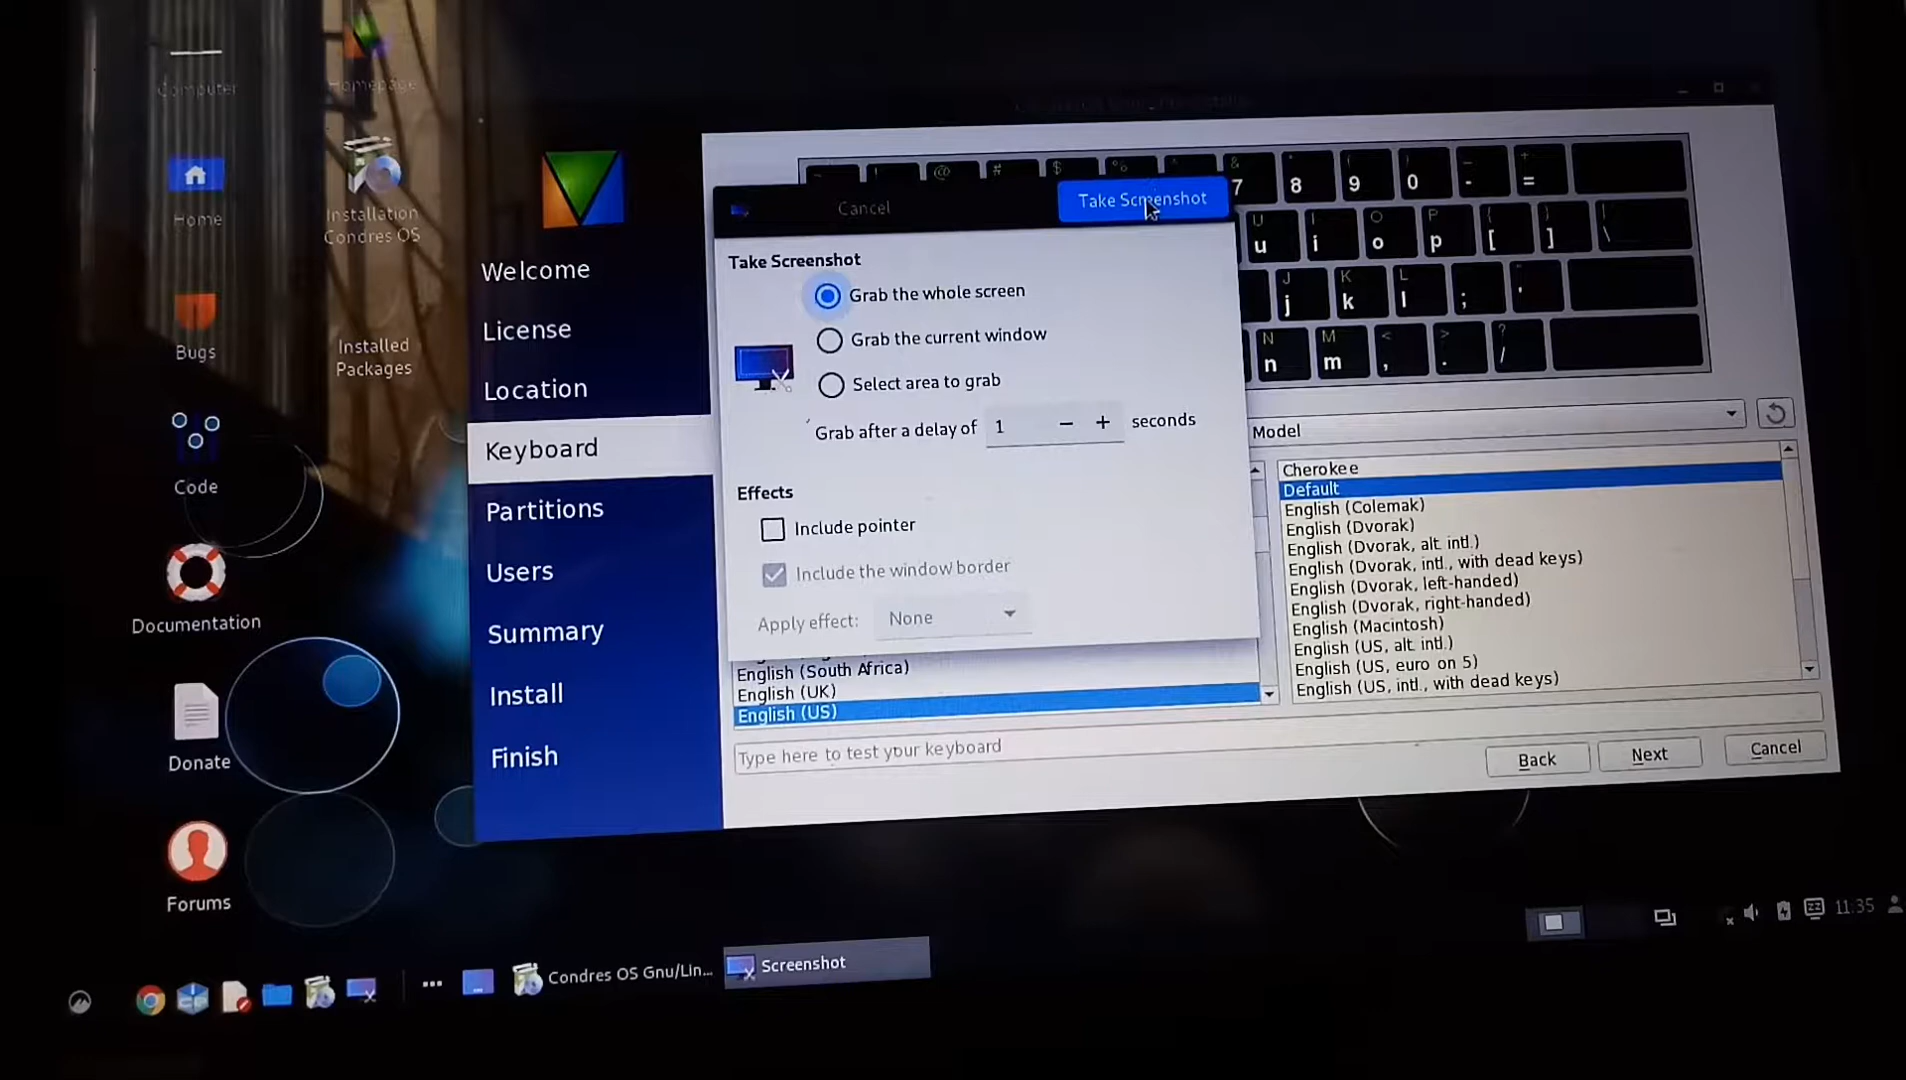 Computer
Homepage
Home
Installation
Condres OS
Bugs
Installed
Packages
Code
Documentation
Donate
Forums
Welcome
License
Location
Keyboard
Partitions
Users
Summary
Install
Finish
Cancel
Take Screenshot
Take Screenshot
Grab the whole screen
Grab the current window
Select area to grab
Grab after a delay of 1 − + seconds
Effects
Include pointer
Include the window border
Apply effect: None
@ # $ % ^ &
7 8 9 0 - =
( ) _ +
U O P { }
u i o p [ ] \
J K L
j k l ; '
N M < > ?
n m , . /
Model
Cherokee
Default
English (Colemak)
English (Dvorak)
English (Dvorak, alt. intl.)
English (Dvorak, intl., with dead keys)
English (Dvorak, left-handed)
English (Dvorak, right-handed)
English (Macintosh)
English (US, alt. intl.)
English (US, euro on 5)
English (US, intl., with dead keys)
English (South Africa)
English (UK)
English (US)
Type here to test your keyboard
Back
Next
Cancel
Condres OS Gnu/Lin...
Screenshot
zz
11:35